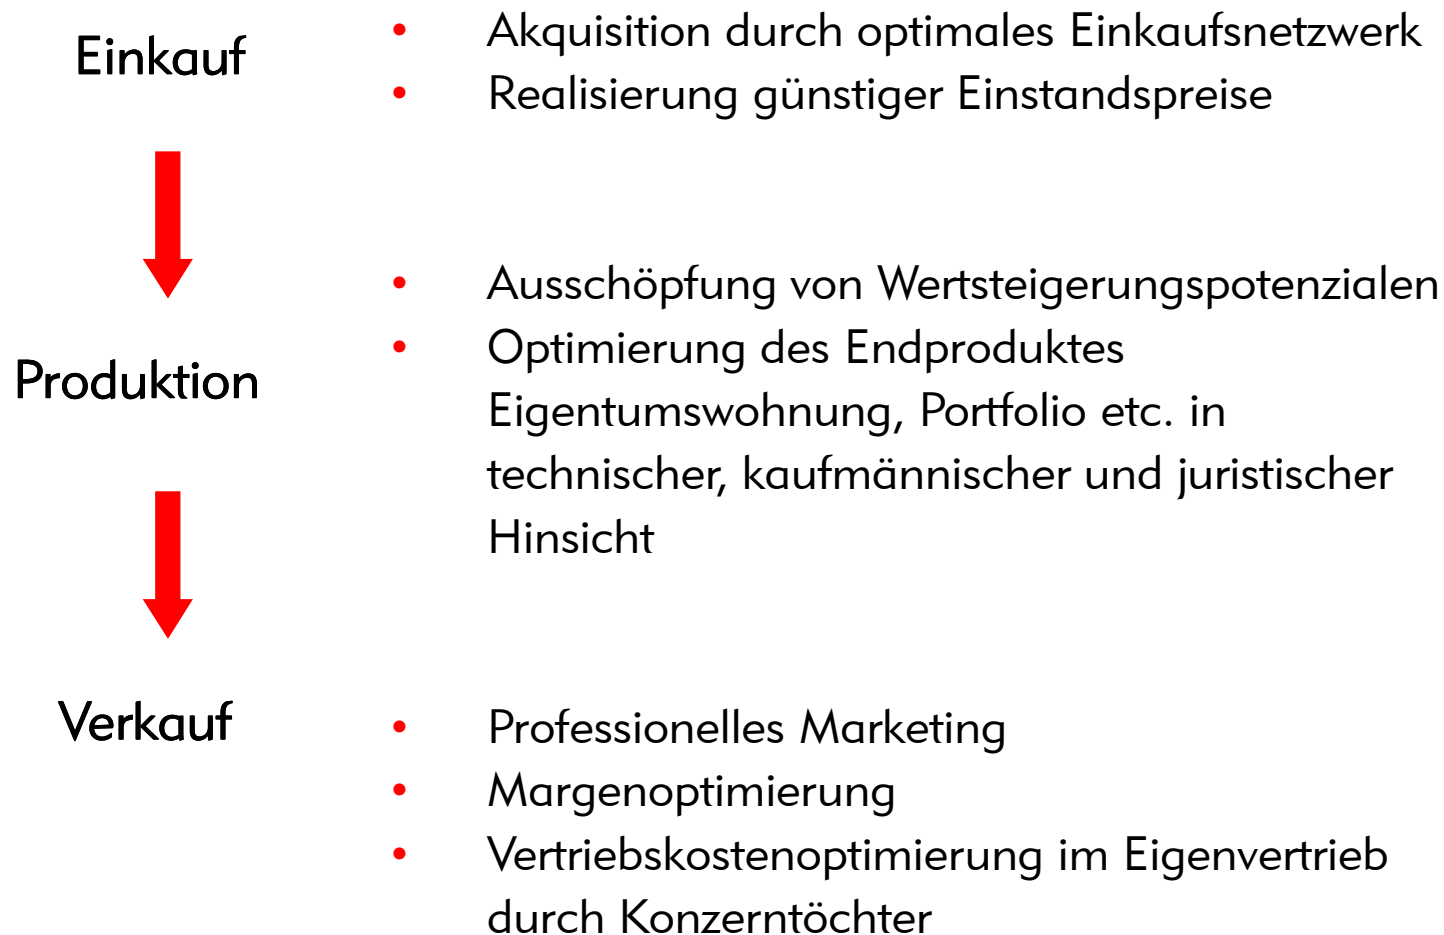 Einkauf
• Akquisition durch optimales Einkaufsnetzwerk
• Realisierung günstiger Einstandspreise
Produktion
• Ausschöpfung von Wertsteigerungspotenzialen
• Optimierung des Endproduktes
Eigentumswohnung, Portfolio etc. in
technischer, kaufmännischer und juristischer
Hinsicht
Verkauf
• Professionelles Marketing
• Margenoptimierung
• Vertriebskostenoptimierung im Eigenvertrieb
durch Konzerntöchter